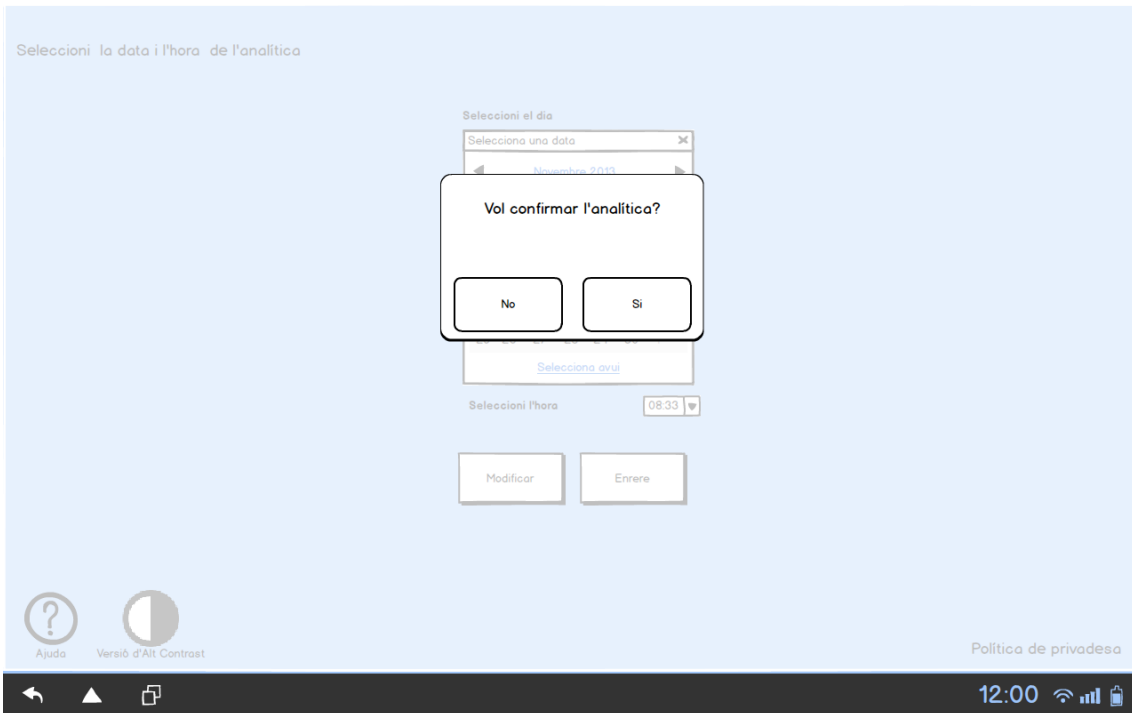 Seleccioni la data i l'hora de l'analítica
Seleccioni el dia
Selecciona una data
Novembre 2013
Vol confirmar l'analítica?
No
Si
Selecciona avui
Seleccioni l'hora
08:33
Modificar
Enrere
Ajuda
Versió d'Alt Contrast
Política de privadesa
12:00